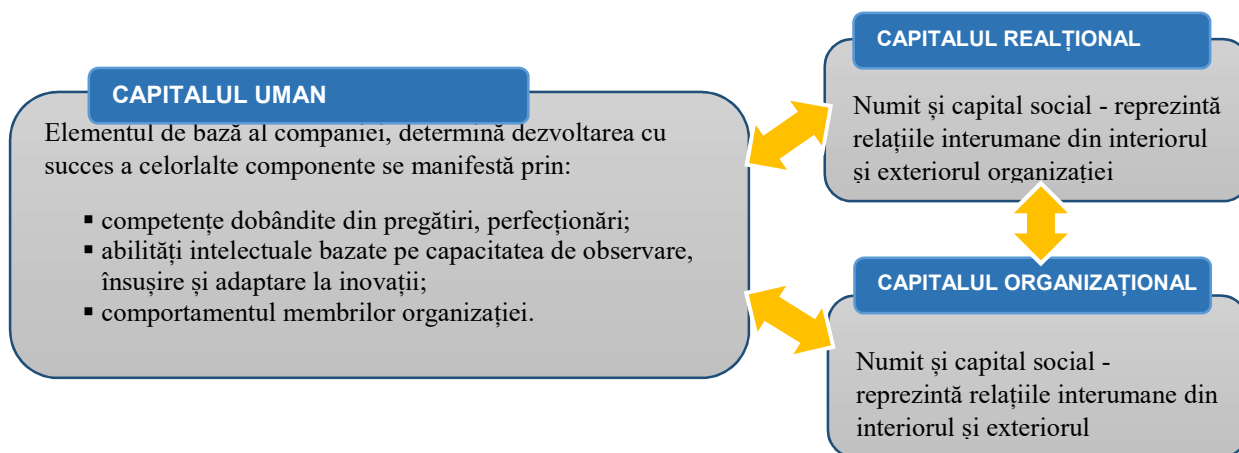 CAPITALUL UMAN
Elementul de bază al companiei, determină dezvoltarea cu
succes a celorlalte componente se manifestă prin:
▪ competențe dobândite din pregătiri, perfecționări;
▪ abilități intelectuale bazate pe capacitatea de observare,
însușire și adaptare la inovații;
▪ comportamentul membrilor organizației.
CAPITALUL REALȚIONAL
Numit și capital social - reprezintă
relațiile interumane din interiorul
și exteriorul organizației
CAPITALUL ORGANIZAȚIONAL
Numit și capital social -
reprezintă relațiile interumane din
interiorul și exteriorul